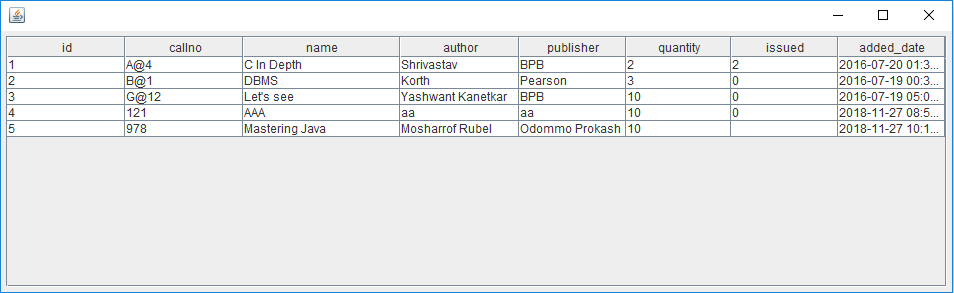 id callno name author publisher quantity issued added_date
1 A@4 C In Depth Shrivastav BPB 2 2 2016-07-20 01:3...
2 B@1 DBMS Korth Pearson 3 0 2016-07-19 00:3...
3 G@12 Let's see Yashwant Kanetkar BPB 10 0 2016-07-19 05:0...
4 121 AAA aa aa 10 0 2018-11-27 08:5...
5 978 Mastering Java Mosharrof Rubel Odommo Prokash 10 2018-11-27 10:1...